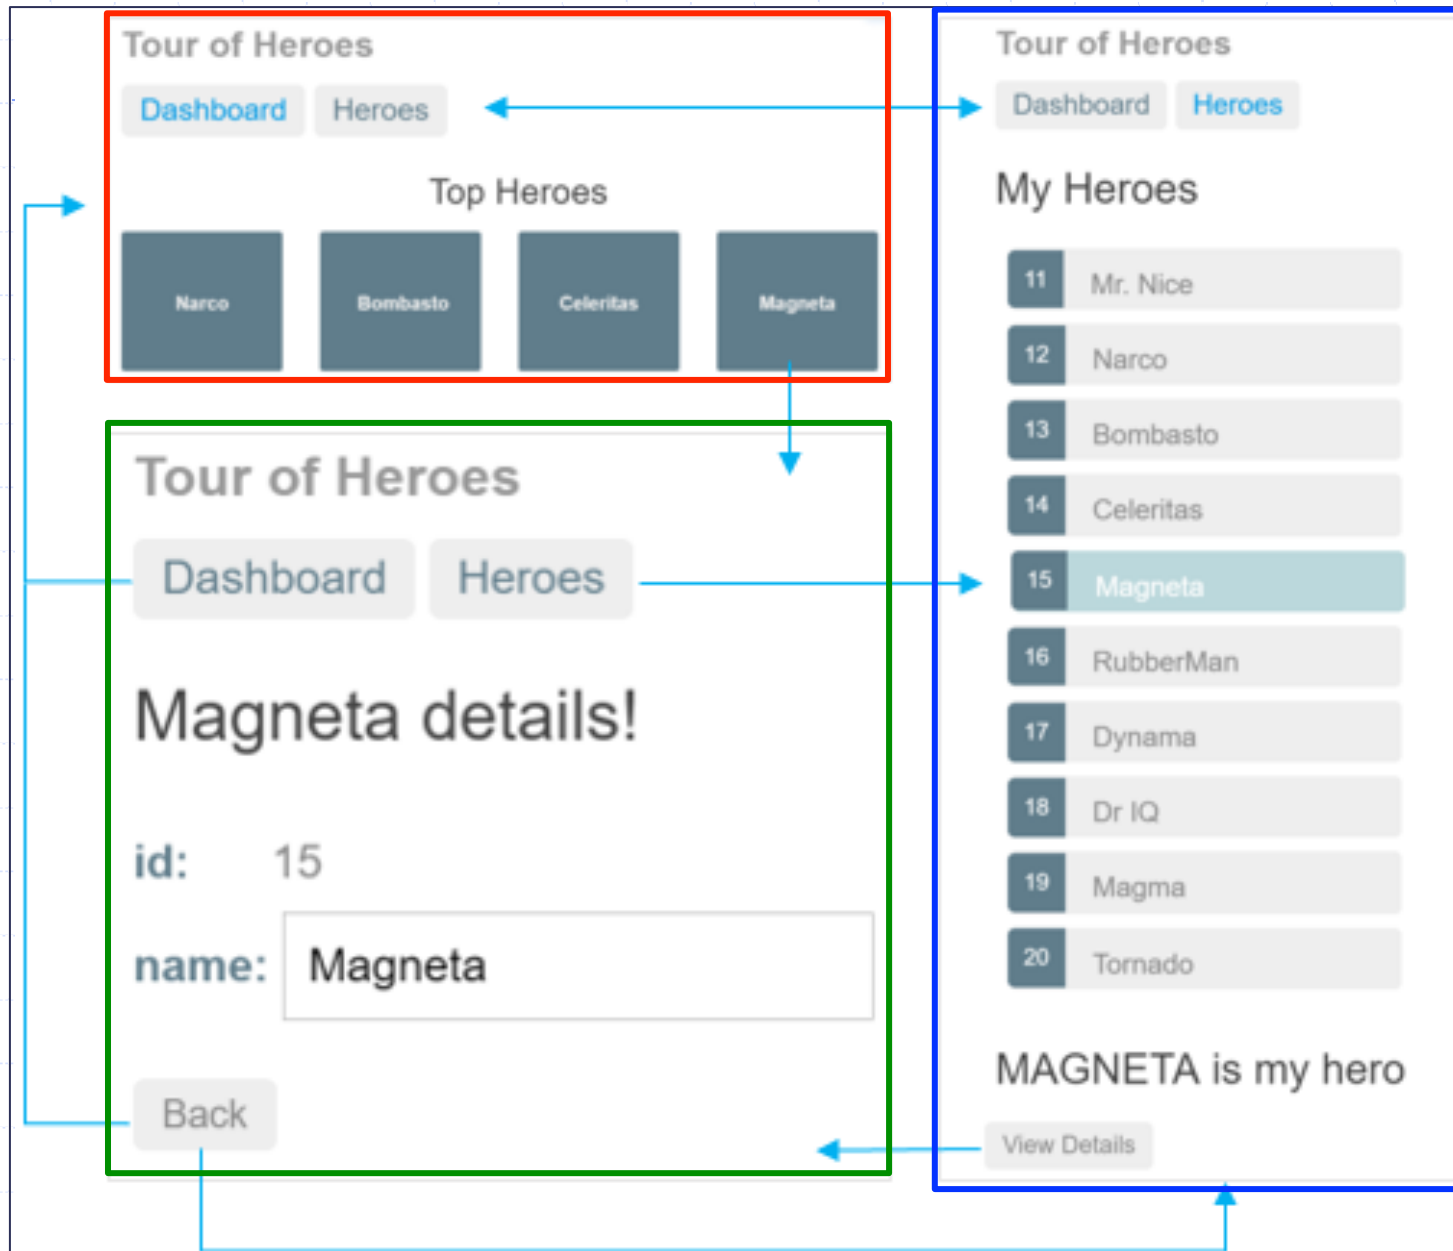 Tour of Heroes
Dashboard Heroes
Top Heroes
Narco Bombasto Celeritas Magneta
Tour of Heroes
Dashboard Heroes
Magneta details!
id: 15
name: Magneta
Back
Tour of Heroes
Dashboard Heroes
My Heroes
11 Mr. Nice
12 Narco
13 Bombasto
14 Celeritas
15 Magneta
16 RubberMan
17 Dynama
18 Dr IQ
19 Magma
20 Tornado
MAGNETA is my hero
View Details